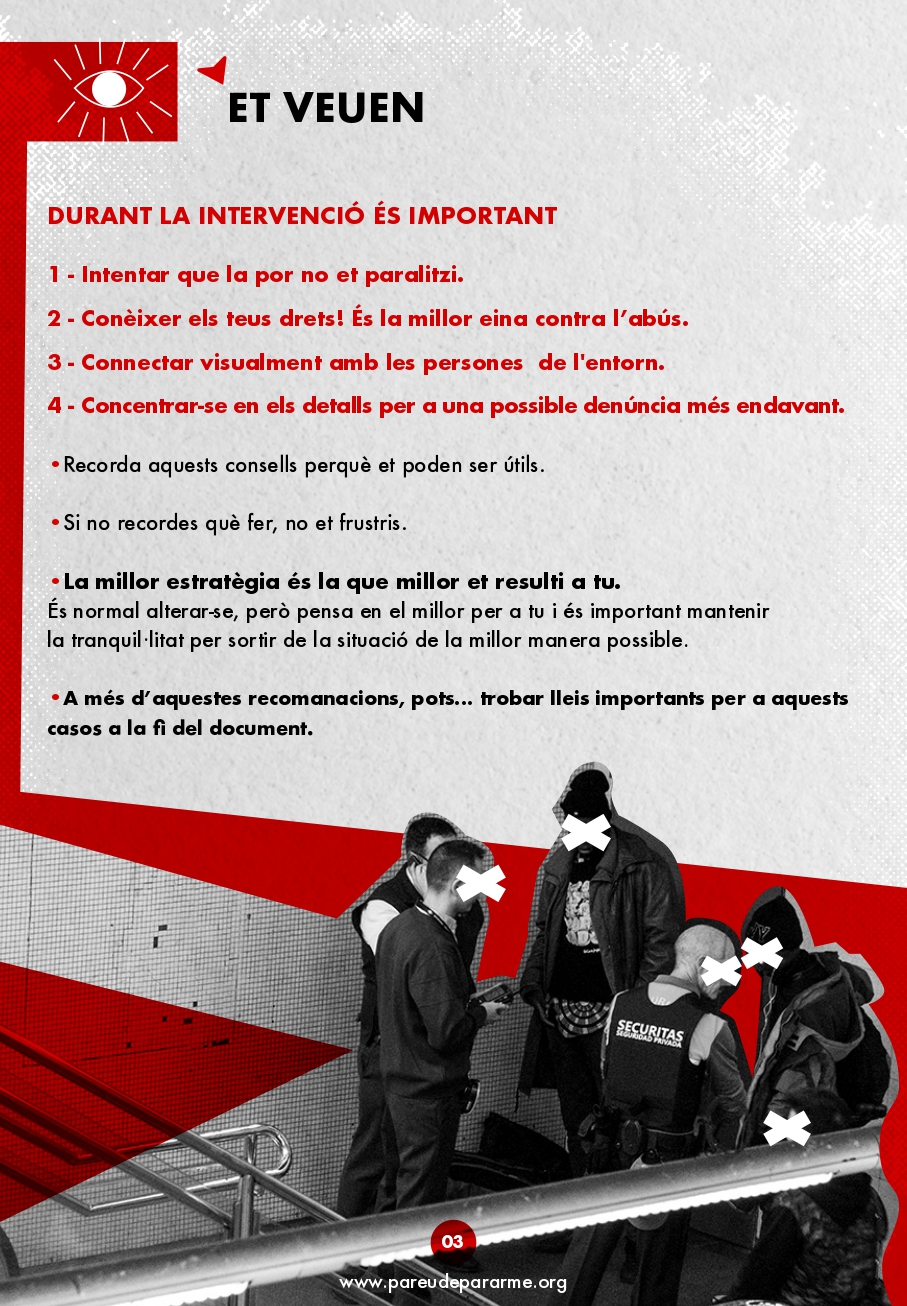 ET VEUEN
DURANT LA INTERVENCIÓ ÉS IMPORTANT
1 - Intentar que la por no et paralitzi.
2 - Conèixer els teus drets! És la millor eina contra l’abús.
3 - Connectar visualment amb les persones de l'entorn.
4 - Concentrar-se en els detalls per a una possible denúncia més endavant.
•Recorda aquests consells perquè et poden ser útils.
•Si no recordes què fer, no et frustris.
•La millor estratègia és la que millor et resulti a tu.
És normal alterar-se, però pensa en el millor per a tu i és important mantenir
la tranquil·litat per sortir de la situació de la millor manera possible.
•A més d’aquestes recomanacions, pots... trobar lleis importants per a aquests
casos a la fi del document.
SECURITAS
SEGURIDAD PRIVADA
03
www.pareudepararme.org